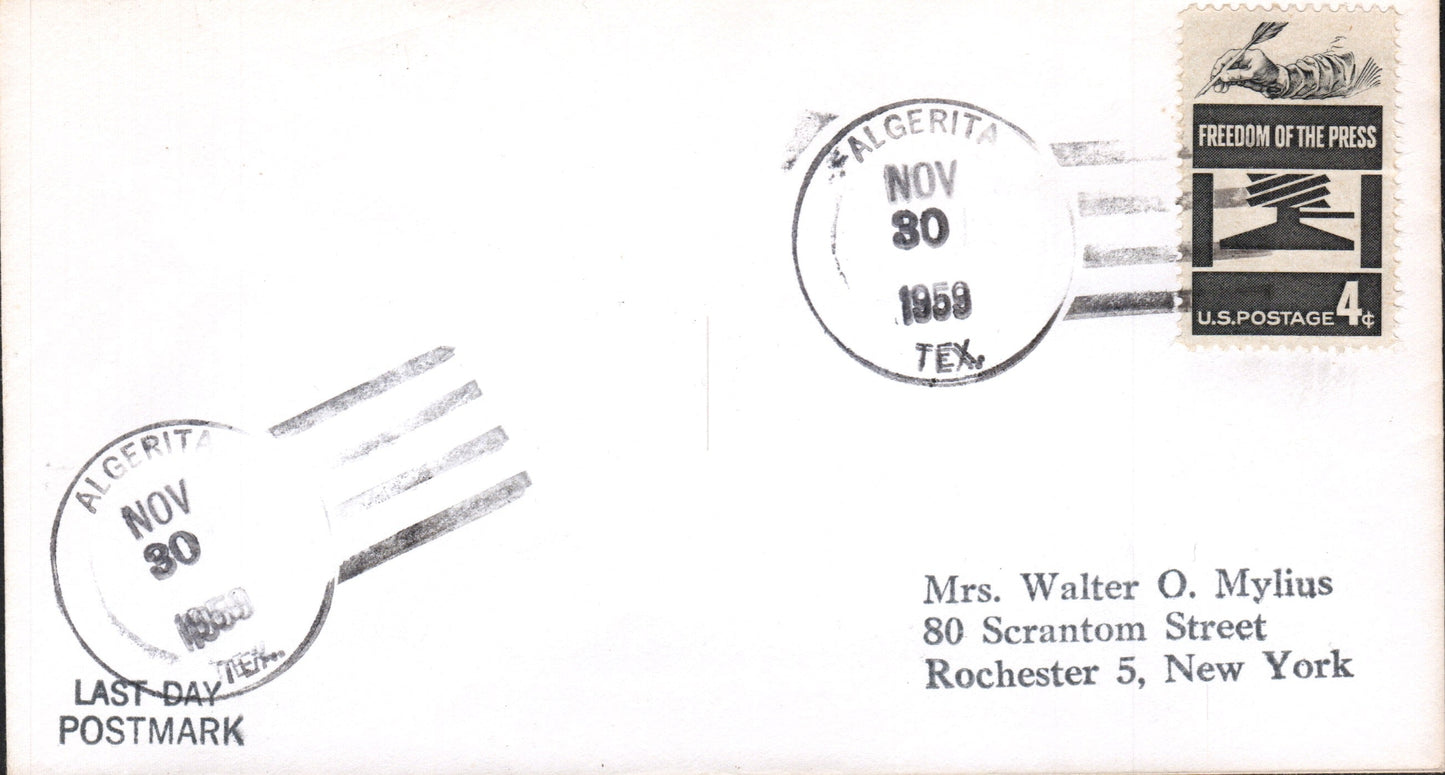 ALGERITA
NOV
30
1959
TEX.
FREEDOM OF THE PRESS
U.S.POSTAGE 4¢
ALGERITA
NOV
30
1959
TEX.
LAST DAY
POSTMARK
Mrs. Walter O. Mylius
80 Scrantom Street
Rochester 5, New York